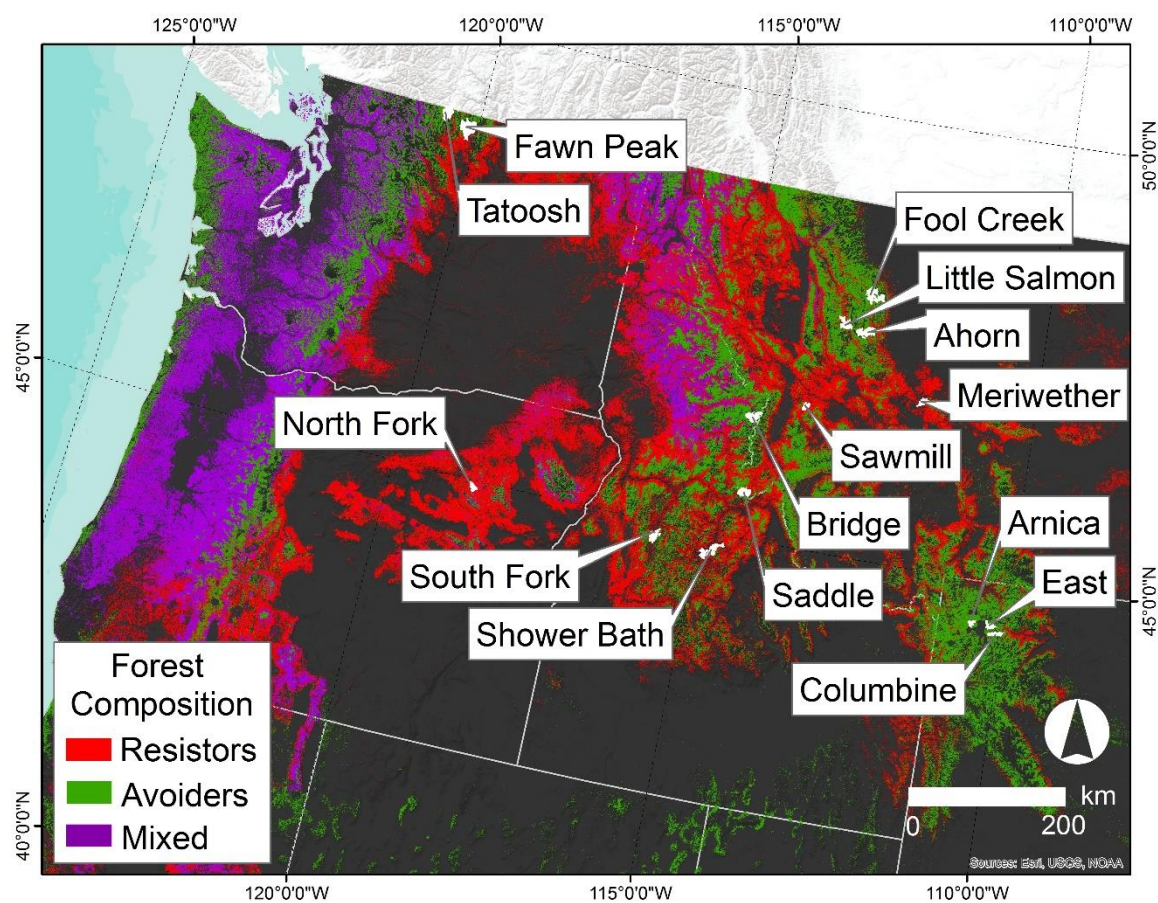 125°0'0"W
120°0'0"W
115°0'0"W
110°0'0"W
50°0'0"N
45°0'0"N
40°0'0"N
45°0'0"N
Fawn Peak
Tatoosh
Fool Creek
Little Salmon
Ahorn
Meriwether
North Fork
Sawmill
Bridge
Arnica
South Fork
Saddle
East
Shower Bath
Columbine
Forest
Composition
Resistors
Avoiders
Mixed
km
0 200
Sources: Esri, USGS, NOAA
120°0'0"W
115°0'0"W
110°0'0"W